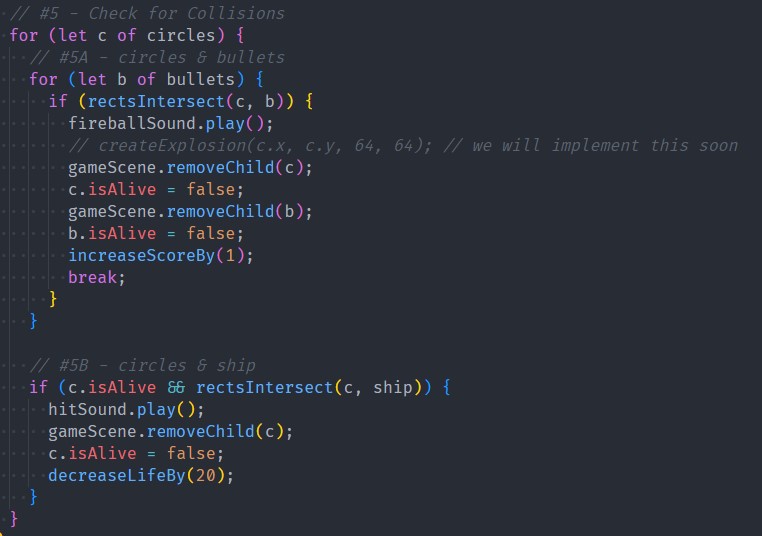 // #5 - Check for Collisions
for (let c of circles) {
// #5A - circles & bullets
for (let b of bullets) {
if (rectsIntersect(c, b)) {
fireballSound.play();
// createExplosion(c.x, c.y, 64, 64); // we will implement this soon
gameScene.removeChild(c);
c.isAlive = false;
gameScene.removeChild(b);
b.isAlive = false;
increaseScoreBy(1);
break;
}
}
// #5B - circles & ship
if (c.isAlive && rectsIntersect(c, ship)) {
hitSound.play();
gameScene.removeChild(c);
c.isAlive = false;
decreaseLifeBy(20);
}
}